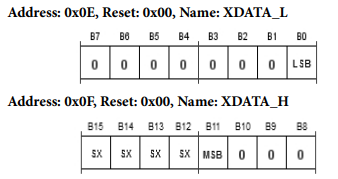 Address: 0x0E, Reset: 0x00, Name: XDATA_L
B7 B6 B5 B4 B3 B2 B1 B0
0 0 0 0 0 0 0 LSB
Address: 0x0F, Reset: 0x00, Name: XDATA_H
B15 B14 B13 B12 B11 B10 B9 B8
SX SX SX SX MSB 0 0 0